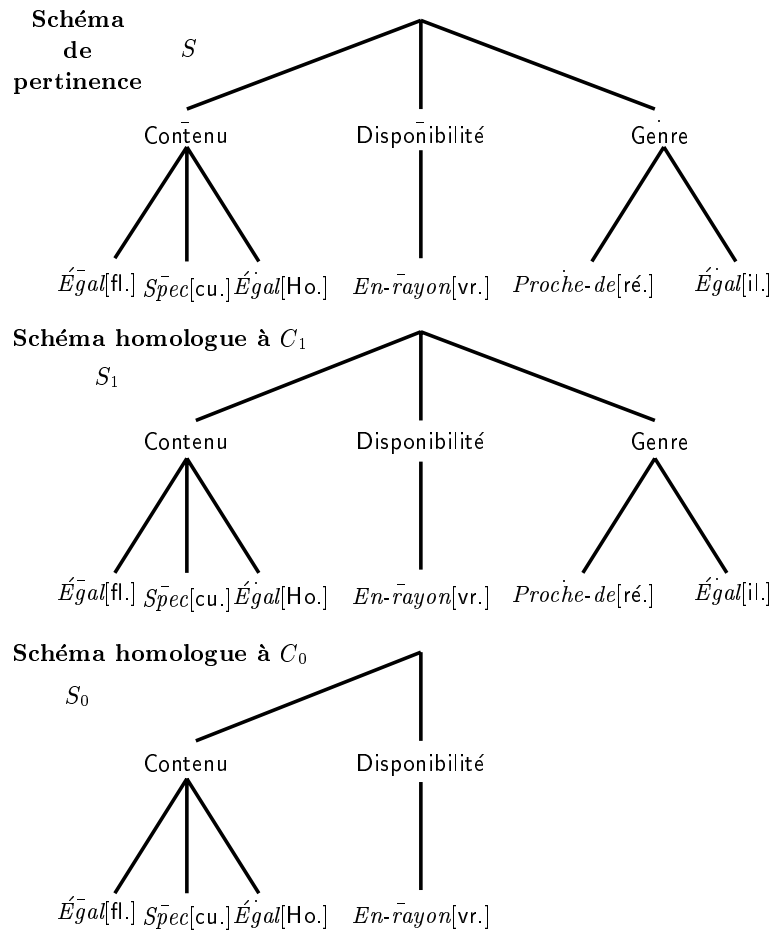 Schéma
de
pertinence
S
Contenu Disponibilité Genre
Égal[fl.] Spec[cu.] Égal[Ho.] En-rayon[vr.] Proche-de[ré.] Égal[il.]
Schéma homologue à C₁
S₁
Contenu Disponibilité Genre
Égal[fl.] Spec[cu.] Égal[Ho.] En-rayon[vr.] Proche-de[ré.] Égal[il.]
Schéma homologue à C₀
S₀
Contenu Disponibilité
Égal[fl.] Spec[cu.] Égal[Ho.] En-rayon[vr.]